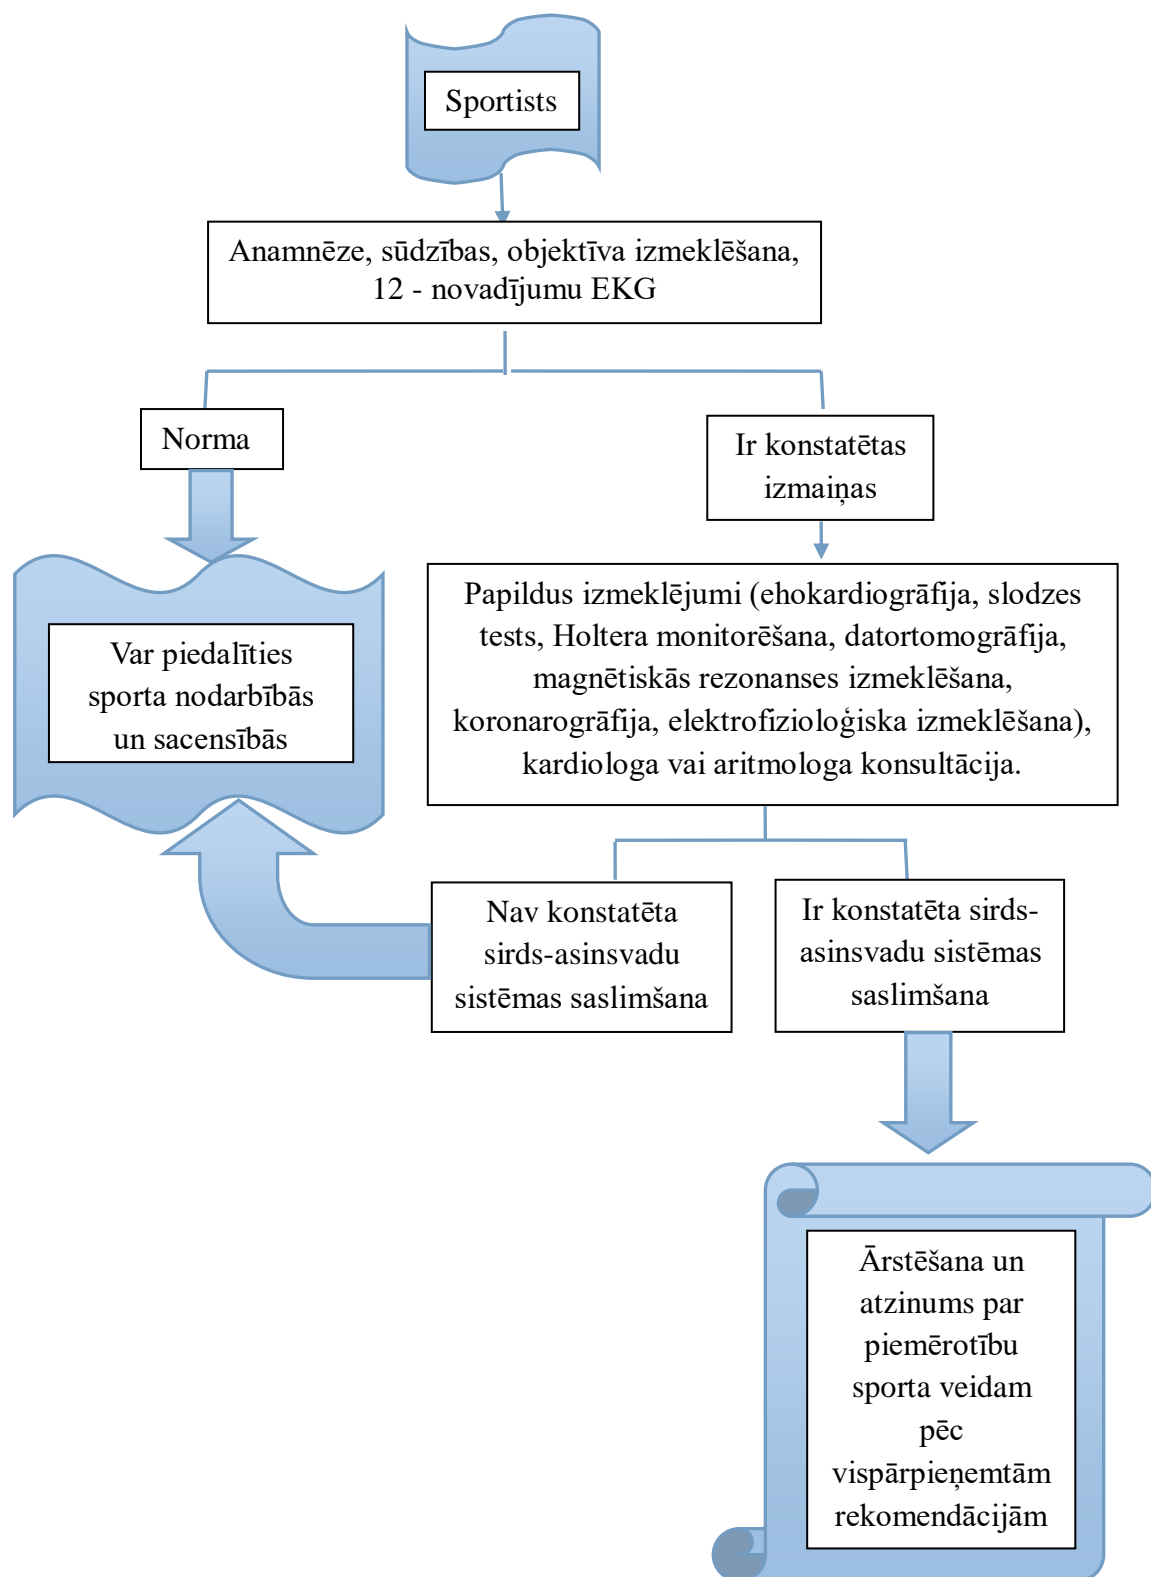 Sportists
Anamnēze, sūdzības, objektīva izmeklēšana,
12 - novadījumu EKG
Norma
Ir konstatētas
izmaiņas
Papildus izmeklējumi (ehokardiogrāfija, slodzes
tests, Holtera monitorēšana, datortomogrāfija,
magnētiskās rezonanses izmeklēšana,
koronarogrāfija, elektrofizioloģiska izmeklēšana),
kardiologa vai aritmologa konsultācija.
Var piedalīties
sporta nodarbībās
un sacensībās
Nav konstatēta
sirds-asinsvadu
sistēmas saslimšana
Ir konstatēta sirds-
asinsvadu sistēmas
saslimšana
Ārstēšana un
atzinums par
piemērotību
sporta veidam
pēc
vispārpieņemtām
rekomendācijām